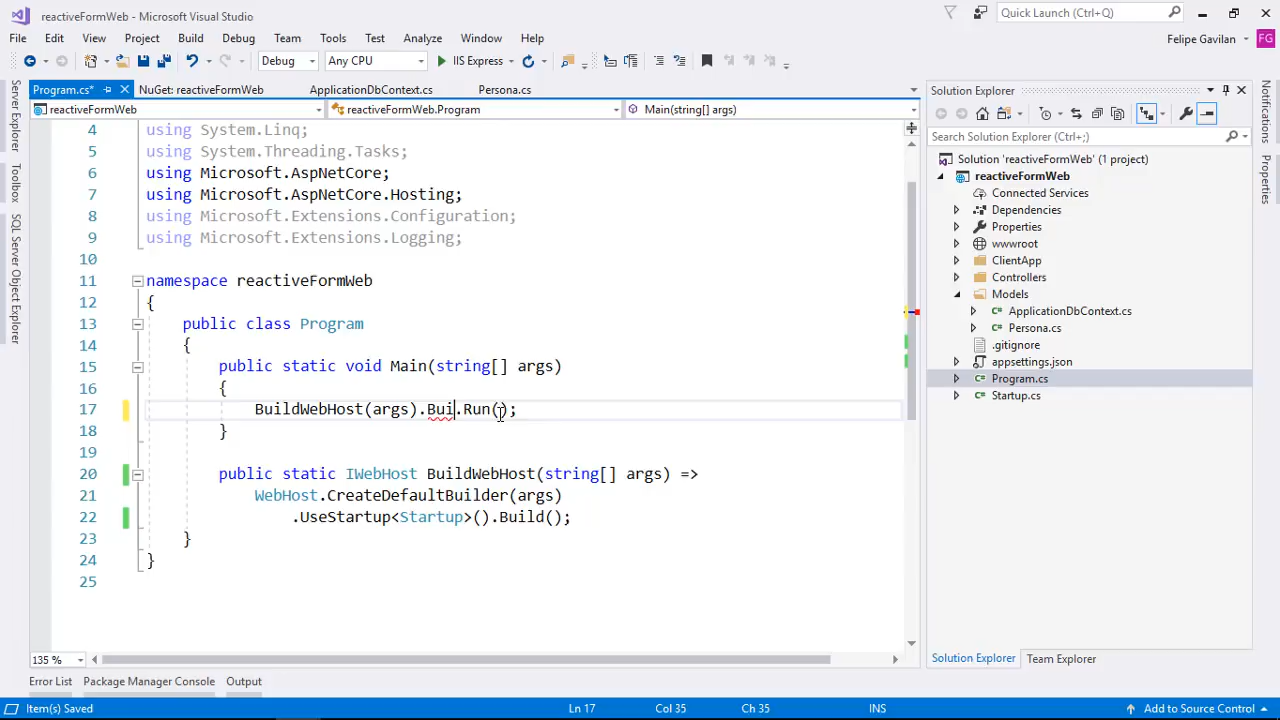 reactiveFormWeb - Microsoft Visual Studio
Quick Launch (Ctrl+Q)
File Edit View Project Build Debug Team Tools Test Analyze Window Help
Felipe Gavilan FG
Debug Any CPU IIS Express
Program.cs* NuGet: reactiveFormWeb ApplicationDbContext.cs Persona.cs
reactiveFormWeb reactiveFormWeb.Program Main(string[] args)
4 using System.Linq;
5 using System.Threading.Tasks;
6 using Microsoft.AspNetCore;
7 using Microsoft.AspNetCore.Hosting;
8 using Microsoft.Extensions.Configuration;
9 using Microsoft.Extensions.Logging;
10
11 namespace reactiveFormWeb
12 {
13 public class Program
14 {
15 public static void Main(string[] args)
16 {
17 BuildWebHost(args).Bui.Run();
18 }
19
20 public static IWebHost BuildWebHost(string[] args) =>
21 WebHost.CreateDefaultBuilder(args)
22 .UseStartup<Startup>().Build();
23 }
24 }
25
135 %
Server Explorer
Toolbox
SQL Server Object Explorer
Solution Explorer
Search Solution Explorer (Ctrl+;)
Solution 'reactiveFormWeb' (1 project)
reactiveFormWeb
Connected Services
Dependencies
Properties
wwwroot
ClientApp
Controllers
Models
C# ApplicationDbContext.cs
C# Persona.cs
.gitignore
appsettings.json
C# Program.cs
C# Startup.cs
Solution Explorer Team Explorer
Notifications
Properties
Error List Package Manager Console Output
Item(s) Saved Ln 17 Col 35 Ch 35 INS Add to Source Control